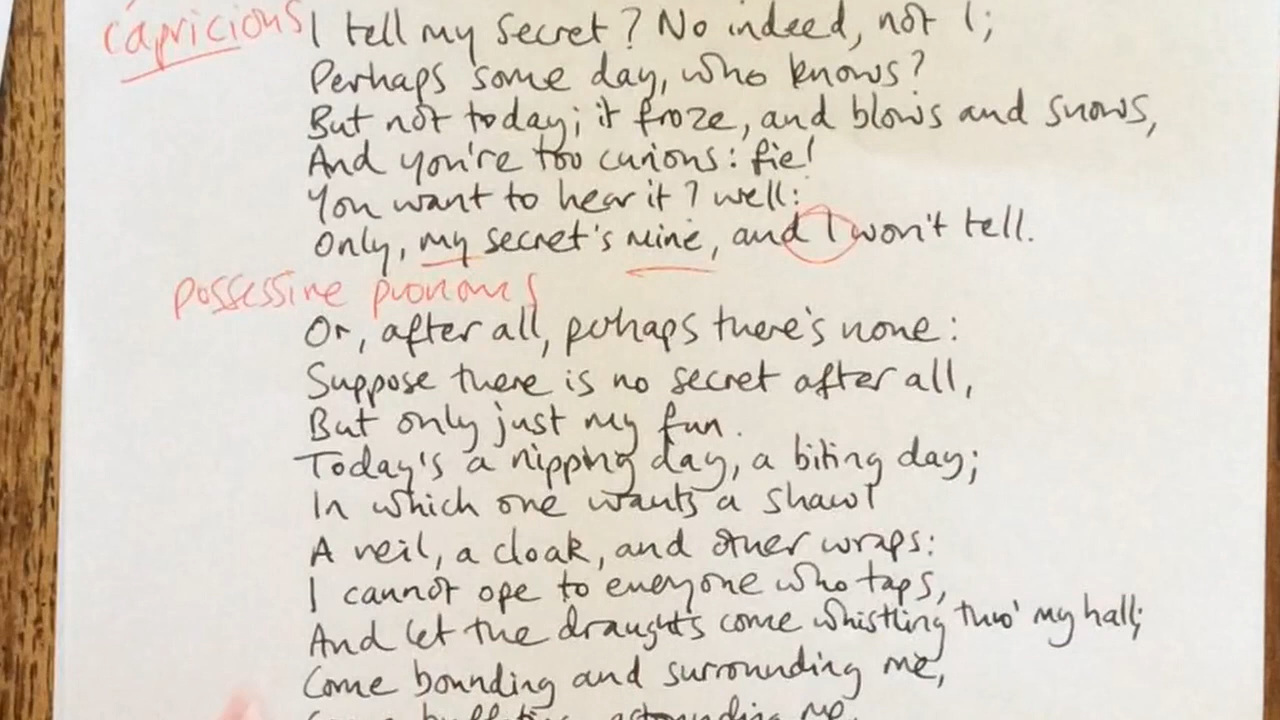 capricious
I tell my secret? No indeed, not I;
Perhaps some day, who knows?
But not today; it froze, and blows and snows,
And you're too curious: fie!
You want to hear it? well:
Only, my secret's mine, and I won't tell.
possessive pronouns
Or, after all, perhaps there's none:
Suppose there is no secret after all,
But only just my fun.
Today's a nipping day, a biting day;
In which one wants a shawl
A veil, a cloak, and other wraps:
I cannot ope to everyone who taps,
And let the draughts come whistling thro' my hall;
Come bounding and surrounding me,
Come buffeting, astounding me,